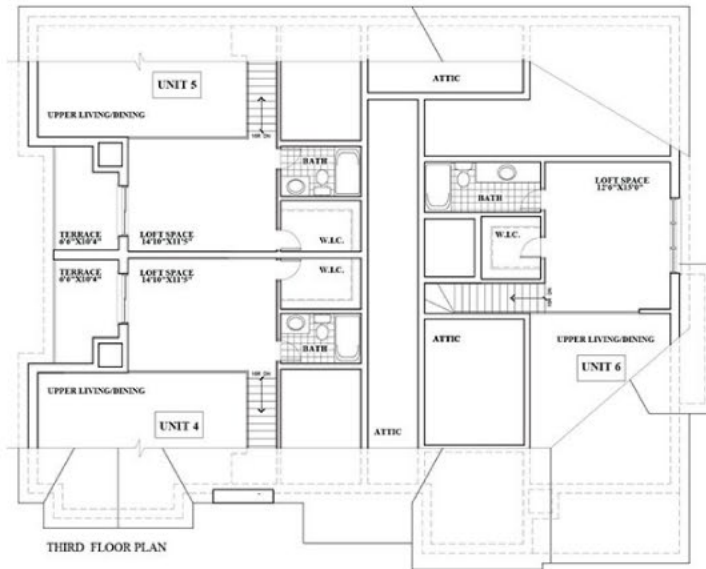 ATTIC
UNIT 5
UPPER LIVING/DINING
BATH
LOFT SPACE
12'6"X15'0"
BATH
TERRACE
6'6"X10'4"
LOFT SPACE
14'10"X11'5"
W.I.C.
W.I.C.
TERRACE
6'6"X10'4"
LOFT SPACE
14'10"X11'5"
W.I.C.
BATH
ATTIC
UPPER LIVING/DINING
UNIT 6
UPPER LIVING/DINING
UNIT 4
ATTIC
THIRD FLOOR PLAN